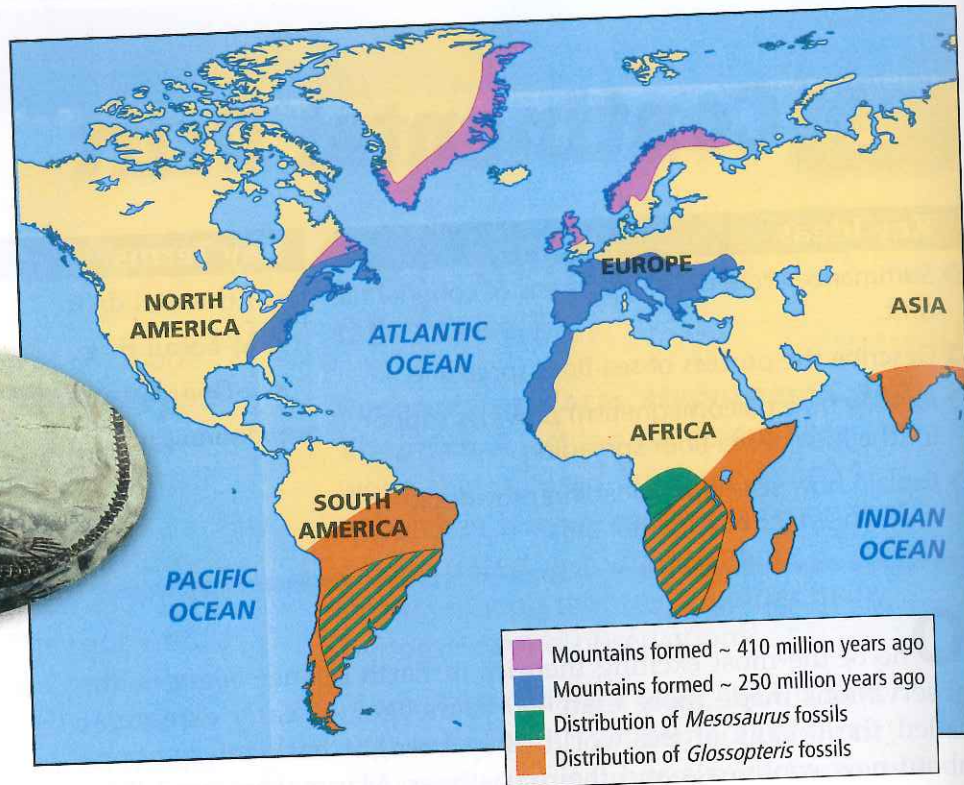 NORTH
AMERICA
ATLANTIC
OCEAN
EUROPE
ASIA
AFRICA
SOUTH
AMERICA
PACIFIC
OCEAN
INDIAN
OCEAN
Mountains formed ~ 410 million years ago
Mountains formed ~ 250 million years ago
Distribution of Mesosaurus fossils
Distribution of Glossopteris fossils